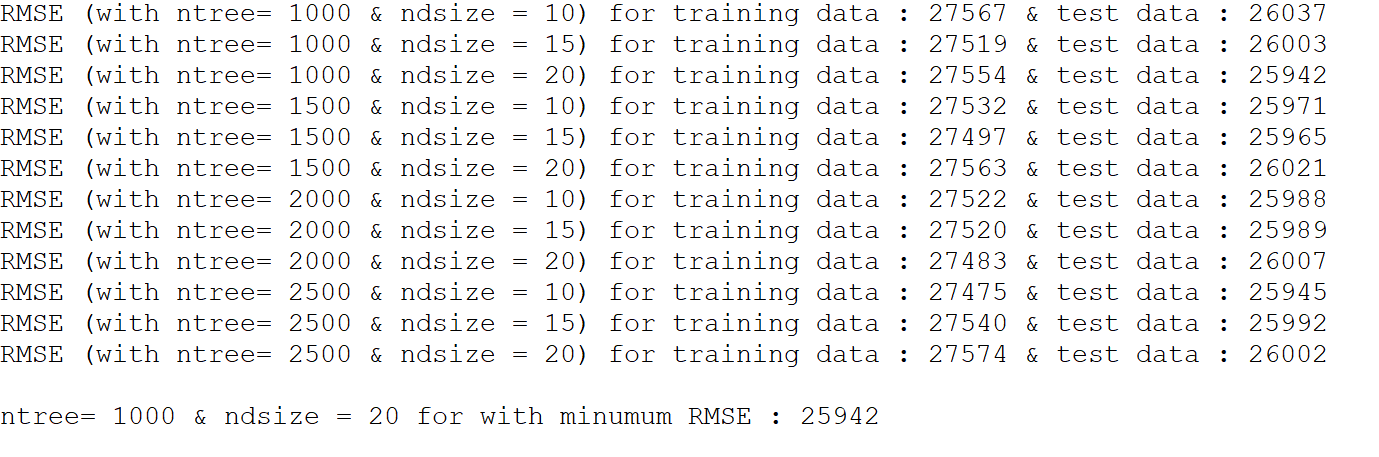 RMSE (with ntree= 1000 & ndsize = 10) for training data : 27567 & test data : 26037
RMSE (with ntree= 1000 & ndsize = 15) for training data : 27519 & test data : 26003
RMSE (with ntree= 1000 & ndsize = 20) for training data : 27554 & test data : 25942
RMSE (with ntree= 1500 & ndsize = 10) for training data : 27532 & test data : 25971
RMSE (with ntree= 1500 & ndsize = 15) for training data : 27497 & test data : 25965
RMSE (with ntree= 1500 & ndsize = 20) for training data : 27563 & test data : 26021
RMSE (with ntree= 2000 & ndsize = 10) for training data : 27522 & test data : 25988
RMSE (with ntree= 2000 & ndsize = 15) for training data : 27520 & test data : 25989
RMSE (with ntree= 2000 & ndsize = 20) for training data : 27483 & test data : 26007
RMSE (with ntree= 2500 & ndsize = 10) for training data : 27475 & test data : 25945
RMSE (with ntree= 2500 & ndsize = 15) for training data : 27540 & test data : 25992
RMSE (with ntree= 2500 & ndsize = 20) for training data : 27574 & test data : 26002
ntree= 1000 & ndsize = 20 for with minumum RMSE : 25942